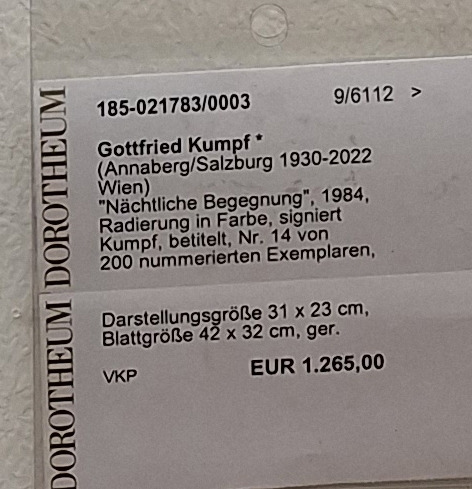 DOROTHEUM DOROTHEUM
185-021783/0003 9/6112 >
Gottfried Kumpf *
(Annaberg/Salzburg 1930-2022
Wien)
"Nächtliche Begegnung", 1984,
Radierung in Farbe, signiert
Kumpf, betitelt, Nr. 14 von
200 nummerierten Exemplaren,
Darstellungsgröße 31 x 23 cm,
Blattgröße 42 x 32 cm, ger.
VKP EUR 1.265,00